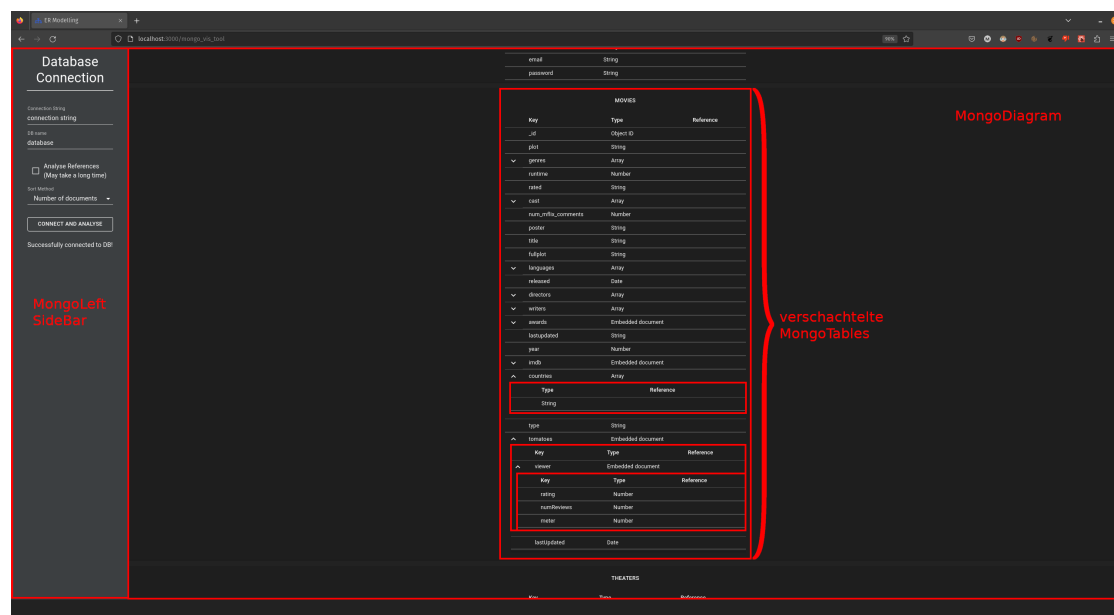 ER Modelling
localhost:3000/mongo_vis_tool
90%
Database
Connection
Connection String
connection string
DB name
database
Analyse References
(May take a long time)
Sort Method
Number of documents
CONNECT AND ANALYSE
Successfully connected to DB!
MongoLeft
SideBar
email String
password String
MOVIES
Key Type Reference
_id Object ID
plot String
genres Array
runtime Number
rated String
cast Array
num_mflix_comments Number
poster String
title String
fullplot String
languages Array
released Date
directors Array
writers Array
awards Embedded document
lastupdated String
year Number
imdb Embedded document
countries Array
Type Reference
String
type String
tomatoes Embedded document
Key Type Reference
viewer Embedded document
Key Type Reference
rating Number
numReviews Number
meter Number
lastUpdated Date
THEATERS
Key Type Reference
MongoDiagram
verschachtelte
MongoTables